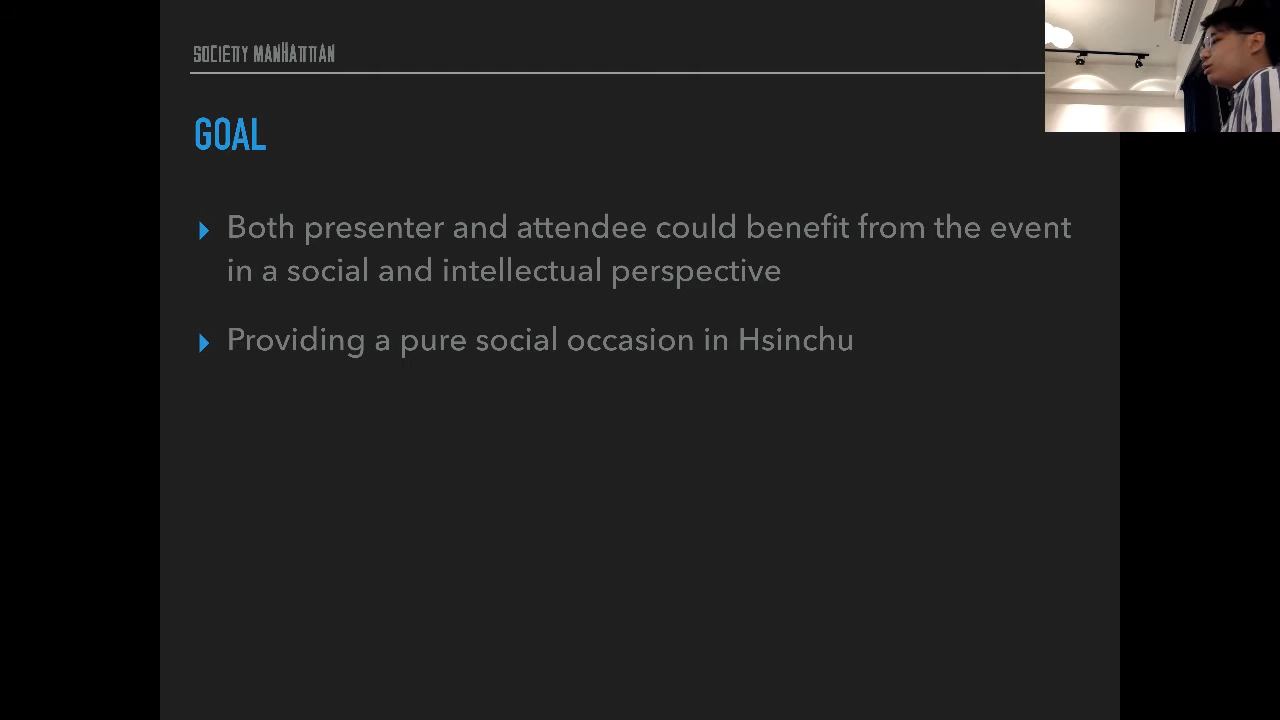 SOCIETY MANHATTAN
GOAL
Both presenter and attendee could benefit from the event
in a social and intellectual perspective
Providing a pure social occasion in Hsinchu